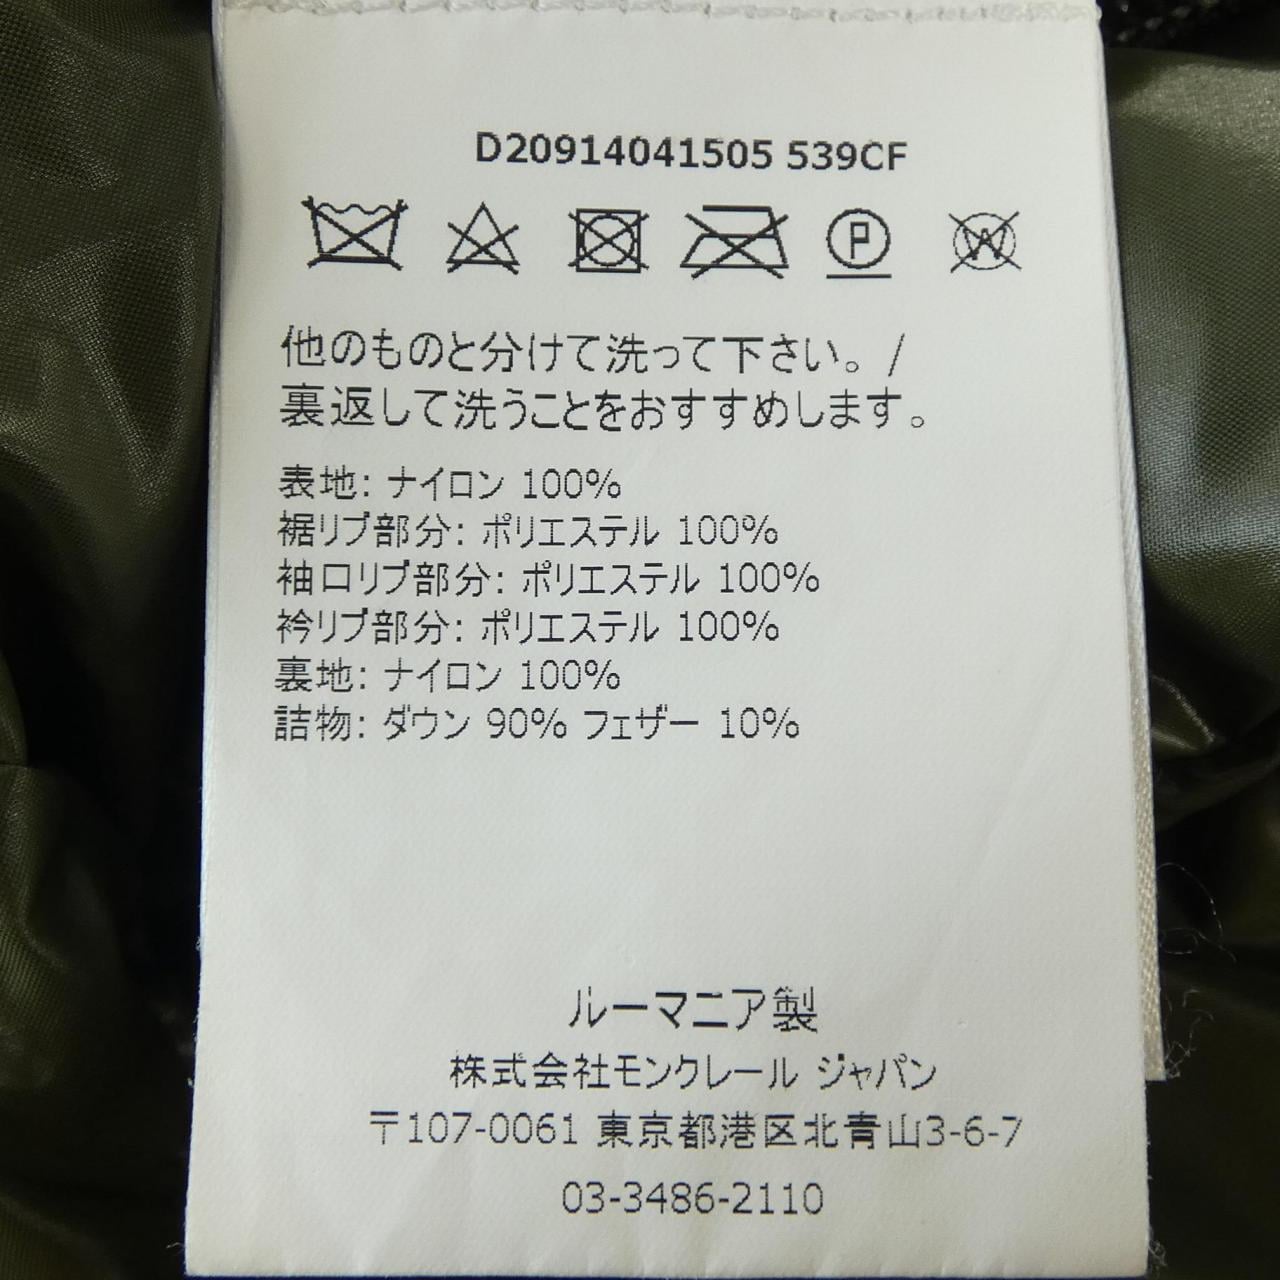 D20914041505 539CF
P
W
他のものと分けて洗って下さい。/
裏返して洗うことをおすすめします。
表地: ナイロン 100%
裾リブ部分: ポリエステル 100%
袖口リブ部分: ポリエステル 100%
衿リブ部分: ポリエステル 100%
裏地: ナイロン 100%
詰物: ダウン 90% フェザー 10%
ルーマニア製
株式会社モンクレール ジャパン
〒107-0061 東京都港区北青山3-6-7
03-3486-2110